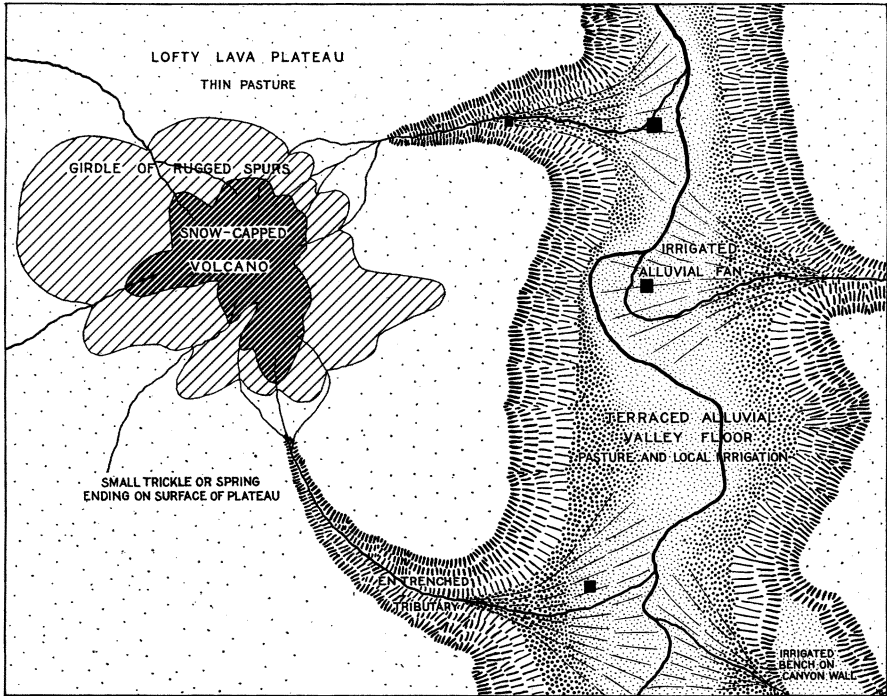 LOFTY LAVA PLATEAU
THIN PASTURE
GIRDLE OF RUGGED SPURS
SNOW-CAPPED
VOLCANO
IRRIGATED
ALLUVIAL FAN
TERRACED ALLUVIAL
VALLEY FLOOR
PASTURE AND LOCAL IRRIGATION
SMALL TRICKLE OR SPRING
ENDING ON SURFACE OF PLATEAU
ENTRENCHED
TRIBUTARY
IRRIGATED
BENCH ON
CANYON WALL